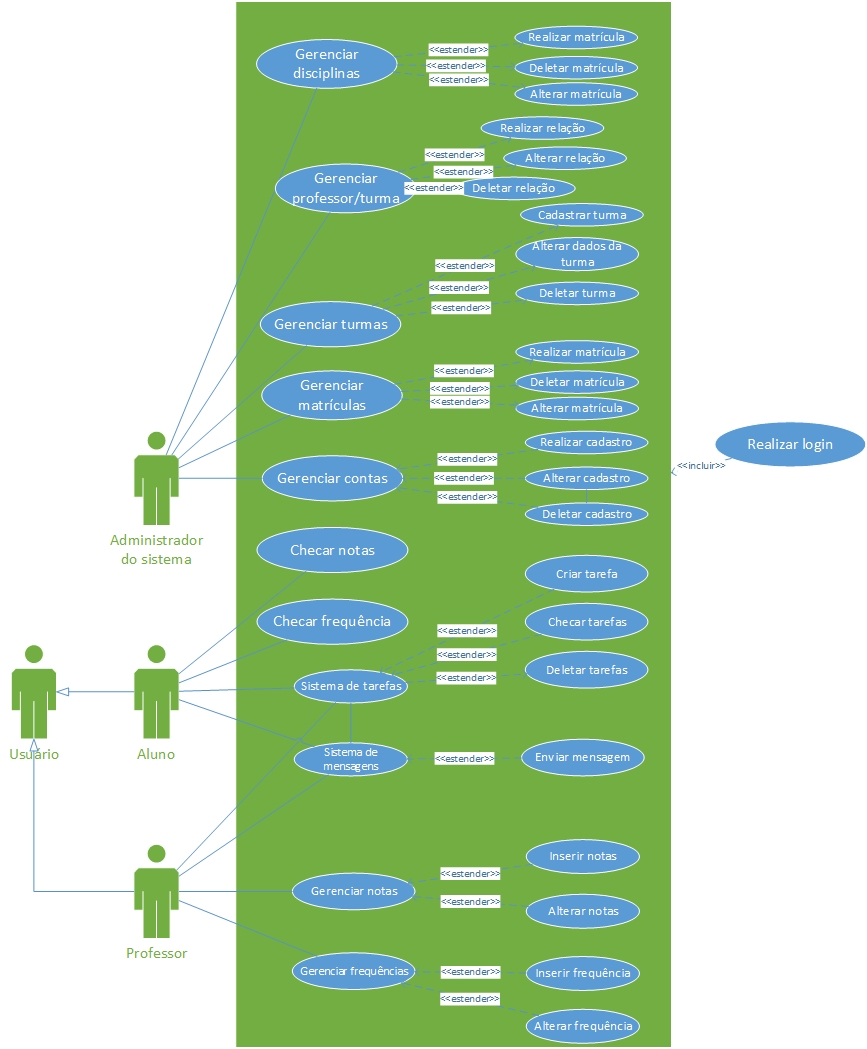 Realizar matrícula
Gerenciar
disciplinas
<<estender>>
<<estender>>
Deletar matrícula
<<estender>>
Alterar matrícula
Realizar relação
<<estender>>
Alterar relação
Gerenciar
professor/turma
<<estender>>
<<estender>>
Deletar relação
Cadastrar turma
Alterar dados da
turma
<<estender>>
<<estender>>
Deletar turma
<<estender>>
Gerenciar turmas
Realizar matrícula
<<estender>>
Gerenciar
matrículas
Deletar matrícula
<<estender>>
<<estender>>
Alterar matrícula
Realizar cadastro
Realizar login
<<estender>>
<<incluir>>
Gerenciar contas
<<estender>>
Alterar cadastro
<<estender>>
Deletar cadastro
Administrador
do sistema
Checar notas
Criar tarefa
Checar frequência
Checar tarefas
<<estender>>
<<estender>>
Deletar tarefas
<<estender>>
Sistema de tarefas
Usuário
Aluno
Sistema de
mensagens
<<estender>>
Enviar mensagem
Inserir notas
<<estender>>
Gerenciar notas
<<estender>>
Alterar notas
Professor
Gerenciar frequências
<<estender>>
Inserir frequência
<<estender>>
Alterar frequência